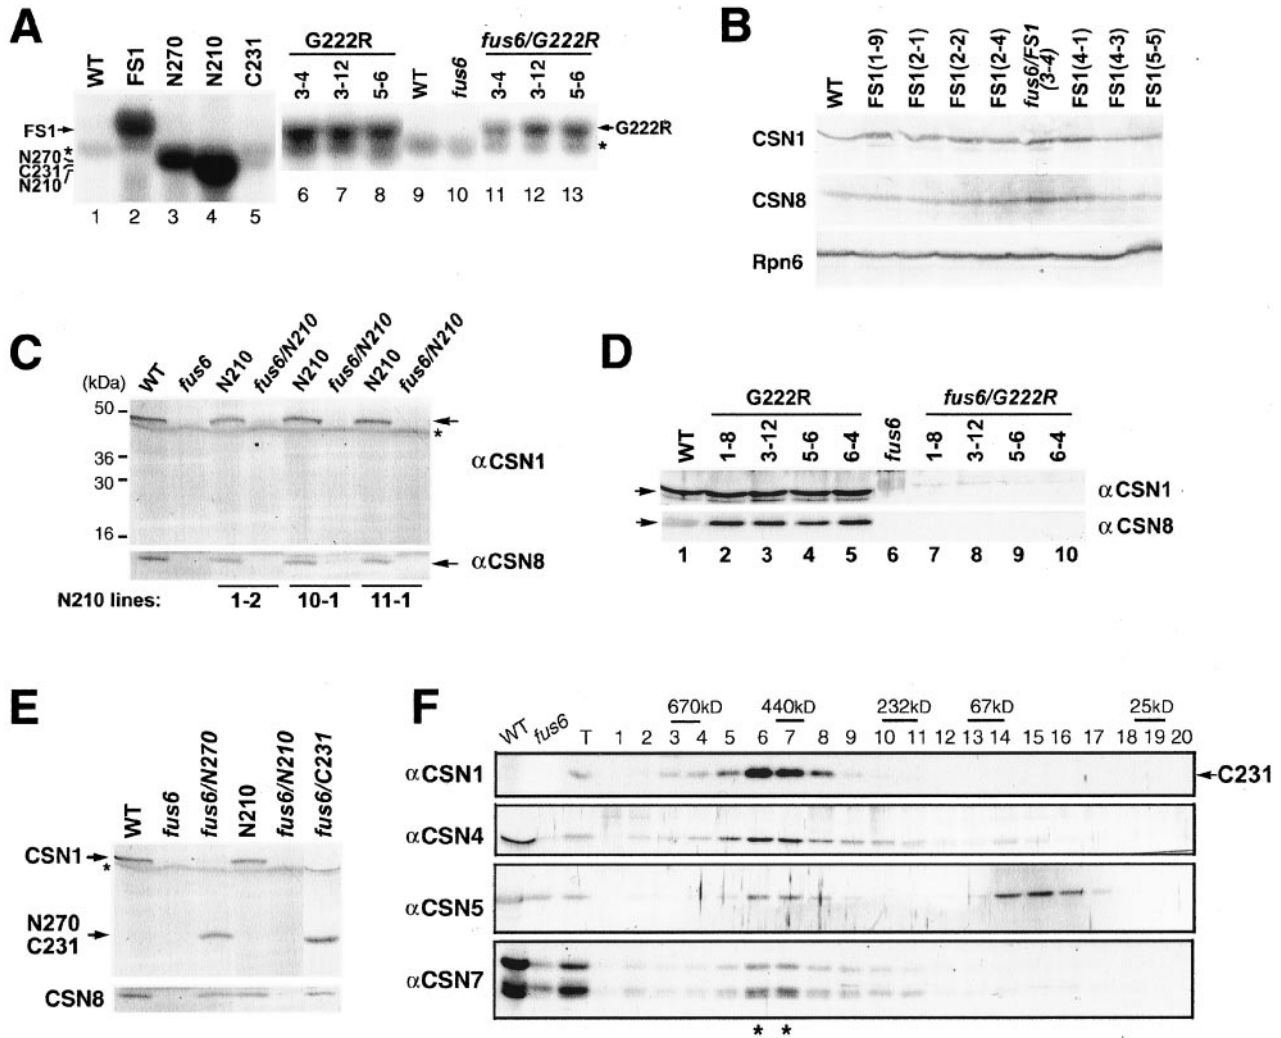 A
WT FS1 N270 N210 C231 G222R 3-4 3-12 5-6 WT fus6 fus6/G222R 3-4 3-12 5-6
FS1
*
N270
C231
N210
G222R
*
1 2 3 4 5 6 7 8 9 10 11 12 13
B
WT FS1(1-9) FS1(2-1) FS1(2-2) FS1(2-4) fus6/FS1 (3-4) FS1(4-1) FS1(4-3) FS1(5-5)
CSN1
CSN8
Rpn6
C
WT fus6 N210 fus6/N210 N210 fus6/N210 N210 fus6/N210
(kDa)
50
36
30
16
*
αCSN1
αCSN8
N210 lines: 1-2 10-1 11-1
D
G222R fus6/G222R
WT 1-8 3-12 5-6 6-4 fus6 1-8 3-12 5-6 6-4
αCSN1
αCSN8
1 2 3 4 5 6 7 8 9 10
E
WT fus6 fus6/N270 N210 fus6/N210 fus6/C231
CSN1
*
N270
C231
CSN8
F
670kD 440kD 232kD 67kD 25kD
WT fus6 T 1 2 3 4 5 6 7 8 9 10 11 12 13 14 15 16 17 18 19 20
αCSN1 C231
αCSN4
αCSN5
αCSN7
* *